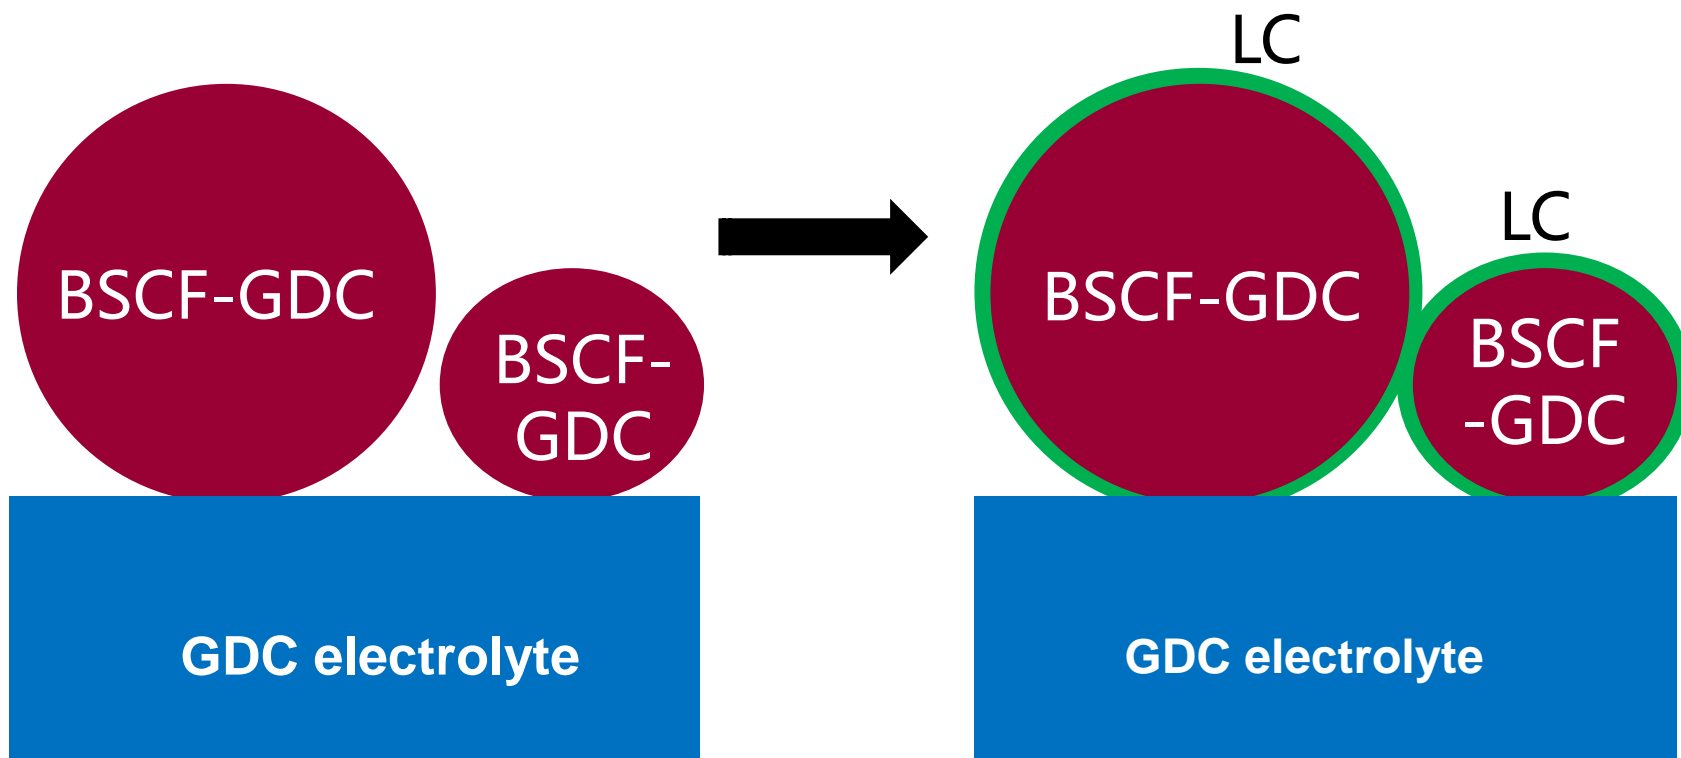 LC
LC
BSCF-GDC
BSCF-
GDC
BSCF-GDC
BSCF
-GDC
GDC electrolyte
GDC electrolyte